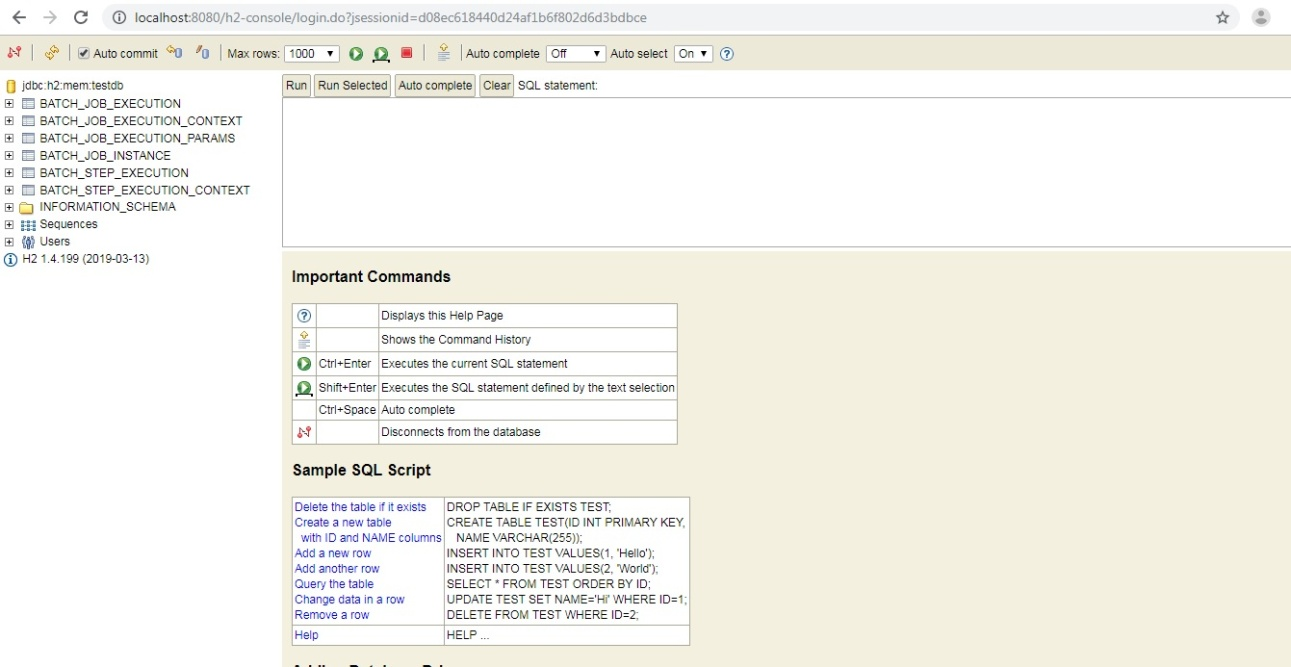 localhost:8080/h2-console/login.do?jsessionid=d08ec618440d24af1b6f802d6d3bdbce
Auto commit Max rows: 1000 Auto complete Off Auto select On
jdbc:h2:mem:testdb
BATCH_JOB_EXECUTION
BATCH_JOB_EXECUTION_CONTEXT
BATCH_JOB_EXECUTION_PARAMS
BATCH_JOB_INSTANCE
BATCH_STEP_EXECUTION
BATCH_STEP_EXECUTION_CONTEXT
INFORMATION_SCHEMA
Sequences
Users
H2 1.4.199 (2019-03-13)
Run Run Selected Auto complete Clear SQL statement:
Important Commands
Displays this Help Page
Shows the Command History
Ctrl+Enter Executes the current SQL statement
Shift+Enter Executes the SQL statement defined by the text selection
Ctrl+Space Auto complete
Disconnects from the database
Sample SQL Script
Delete the table if it exists DROP TABLE IF EXISTS TEST;
Create a new table CREATE TABLE TEST(ID INT PRIMARY KEY,
with ID and NAME columns NAME VARCHAR(255));
Add a new row INSERT INTO TEST VALUES(1, 'Hello');
Add another row INSERT INTO TEST VALUES(2, 'World');
Query the table SELECT * FROM TEST ORDER BY ID;
Change data in a row UPDATE TEST SET NAME='Hi' WHERE ID=1;
Remove a row DELETE FROM TEST WHERE ID=2;
Help HELP ...